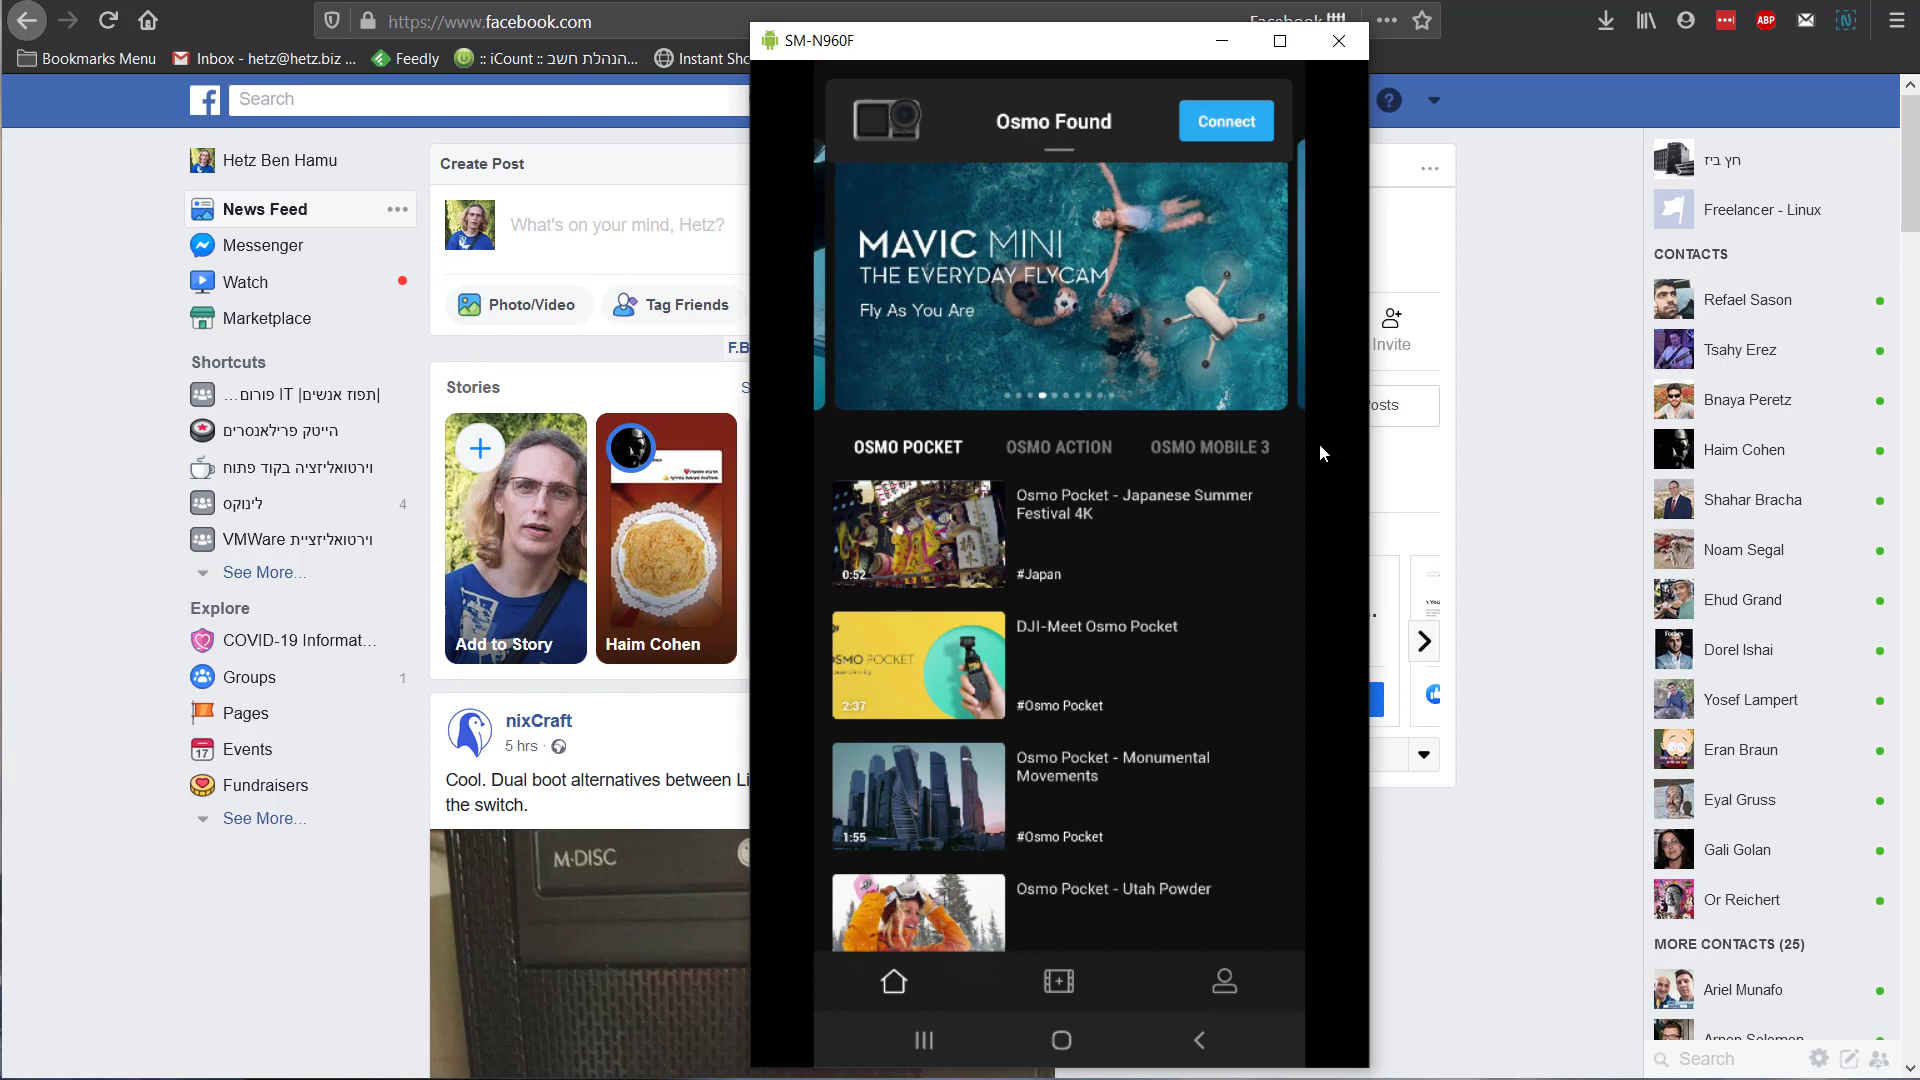 https://www.facebook.com
Bookmarks Menu
Inbox - hetz@hetz.biz ...
Feedly
:: iCount :: הנהלת חשב...
ABP
SM-N960F
Search
Hetz Ben Hamu
News Feed
Messenger
Watch
Marketplace
Shortcuts
|תפוז אנשים| IT פורום...
הייטק פרילאנסרים
וירטואליזציה בקוד פתוח
לינוקס
4
VMWare וירטואליזציית
See More...
Explore
COVID-19 Informat...
Groups
1
Pages
17
Events
Fundraisers
See More...
Create Post
What's on your mind, Hetz?
Photo/Video
Tag Friends
Stories
Add to Story
Haim Cohen
nixCraft
5 hrs ·
Cool. Dual boot alternatives between Li
the switch.
M·DISC
Osmo Found
Connect
MAVIC MINI
THE EVERYDAY FLYCAM
Fly As You Are
OSMO POCKET
OSMO ACTION
OSMO MOBILE 3
0:52
Osmo Pocket - Japanese Summer
Festival 4K
#Japan
2:37
DJI-Meet Osmo Pocket
#Osmo Pocket
1:55
Osmo Pocket - Monumental
Movements
#Osmo Pocket
Osmo Pocket - Utah Powder
Invite
חץ ביז
Freelancer - Linux
CONTACTS
Refael Sason
Tsahy Erez
Bnaya Peretz
Haim Cohen
Shahar Bracha
Noam Segal
Ehud Grand
Dorel Ishai
Yosef Lampert
Eran Braun
Eyal Gruss
Gali Golan
Or Reichert
MORE CONTACTS (25)
Ariel Munafo
Search